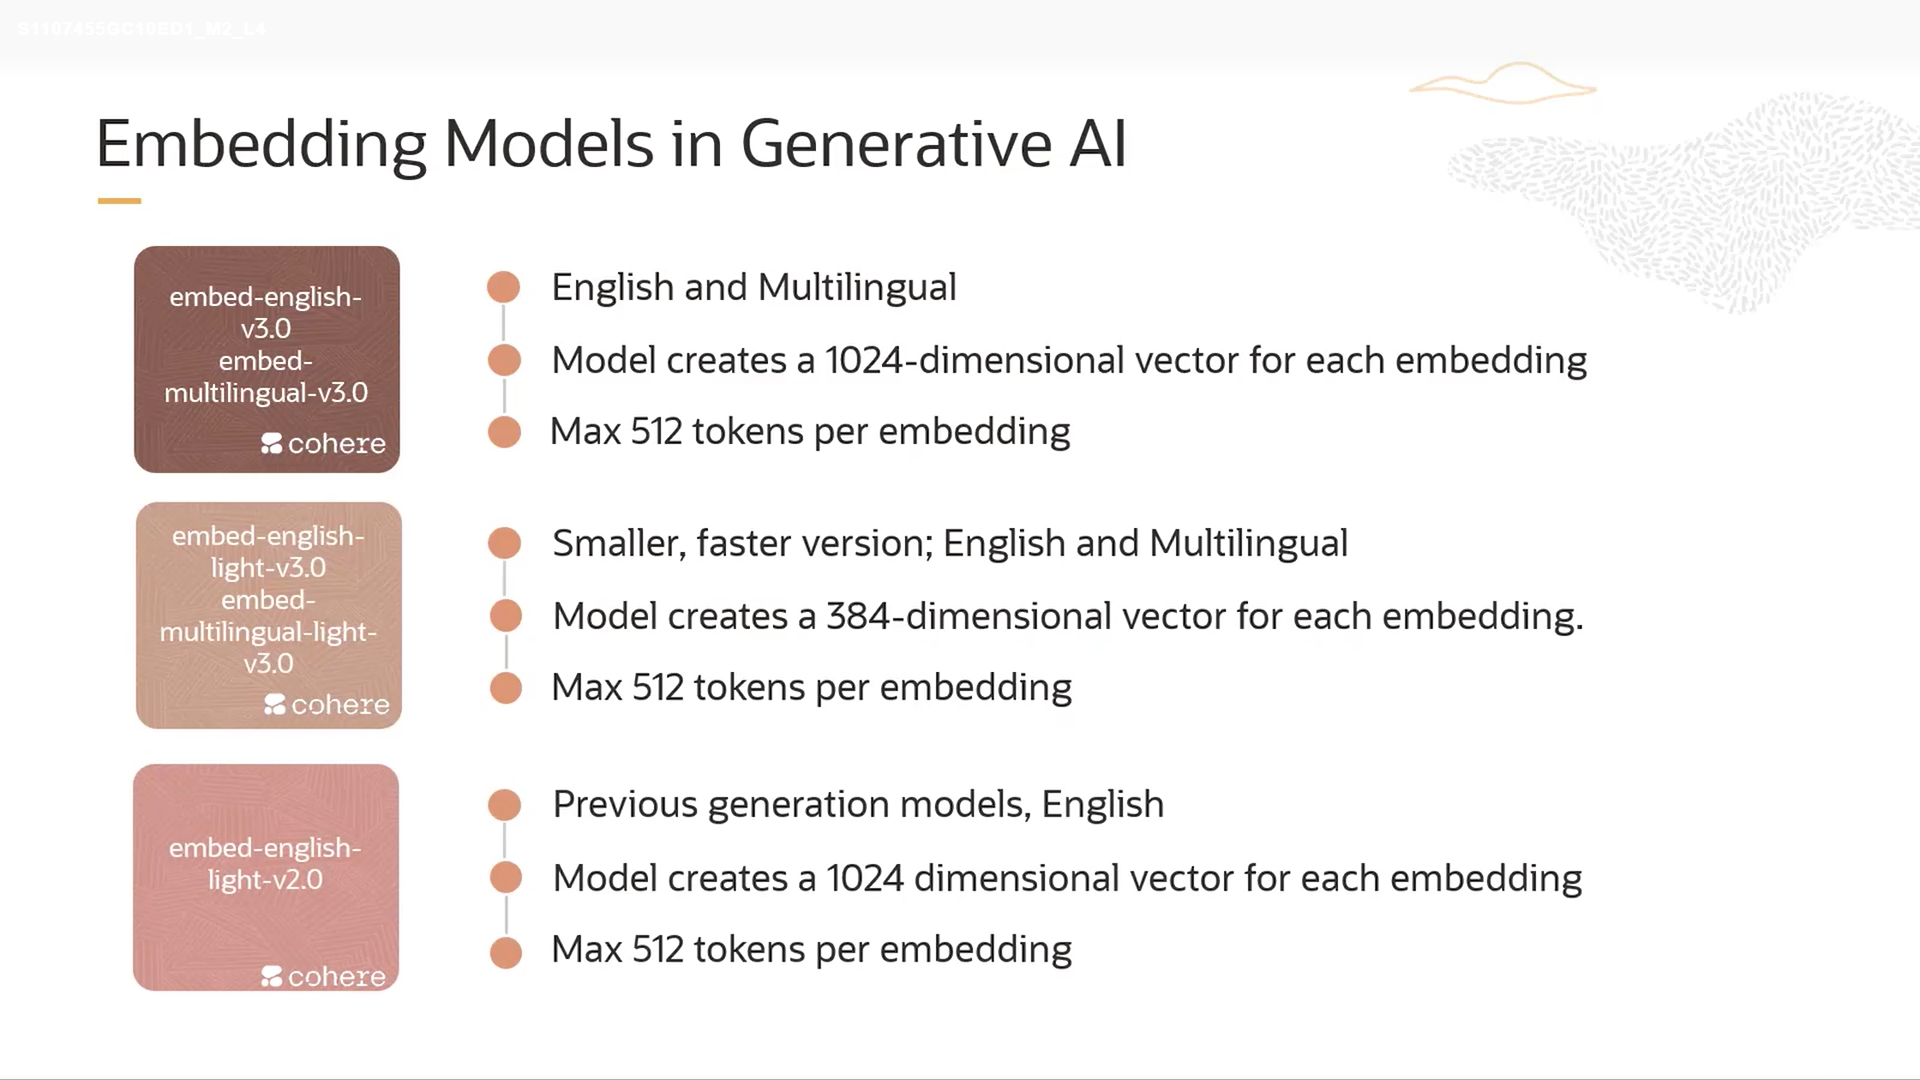 S1107455GC10ED1_M2_L4
Embedding Models in Generative AI
embed-english-
v3.0
embed-
multilingual-v3.0
cohere
English and Multilingual
Model creates a 1024-dimensional vector for each embedding
Max 512 tokens per embedding
embed-english-
light-v3.0
embed-
multilingual-light-
v3.0
cohere
Smaller, faster version; English and Multilingual
Model creates a 384-dimensional vector for each embedding.
Max 512 tokens per embedding
embed-english-
light-v2.0
cohere
Previous generation models, English
Model creates a 1024 dimensional vector for each embedding
Max 512 tokens per embedding